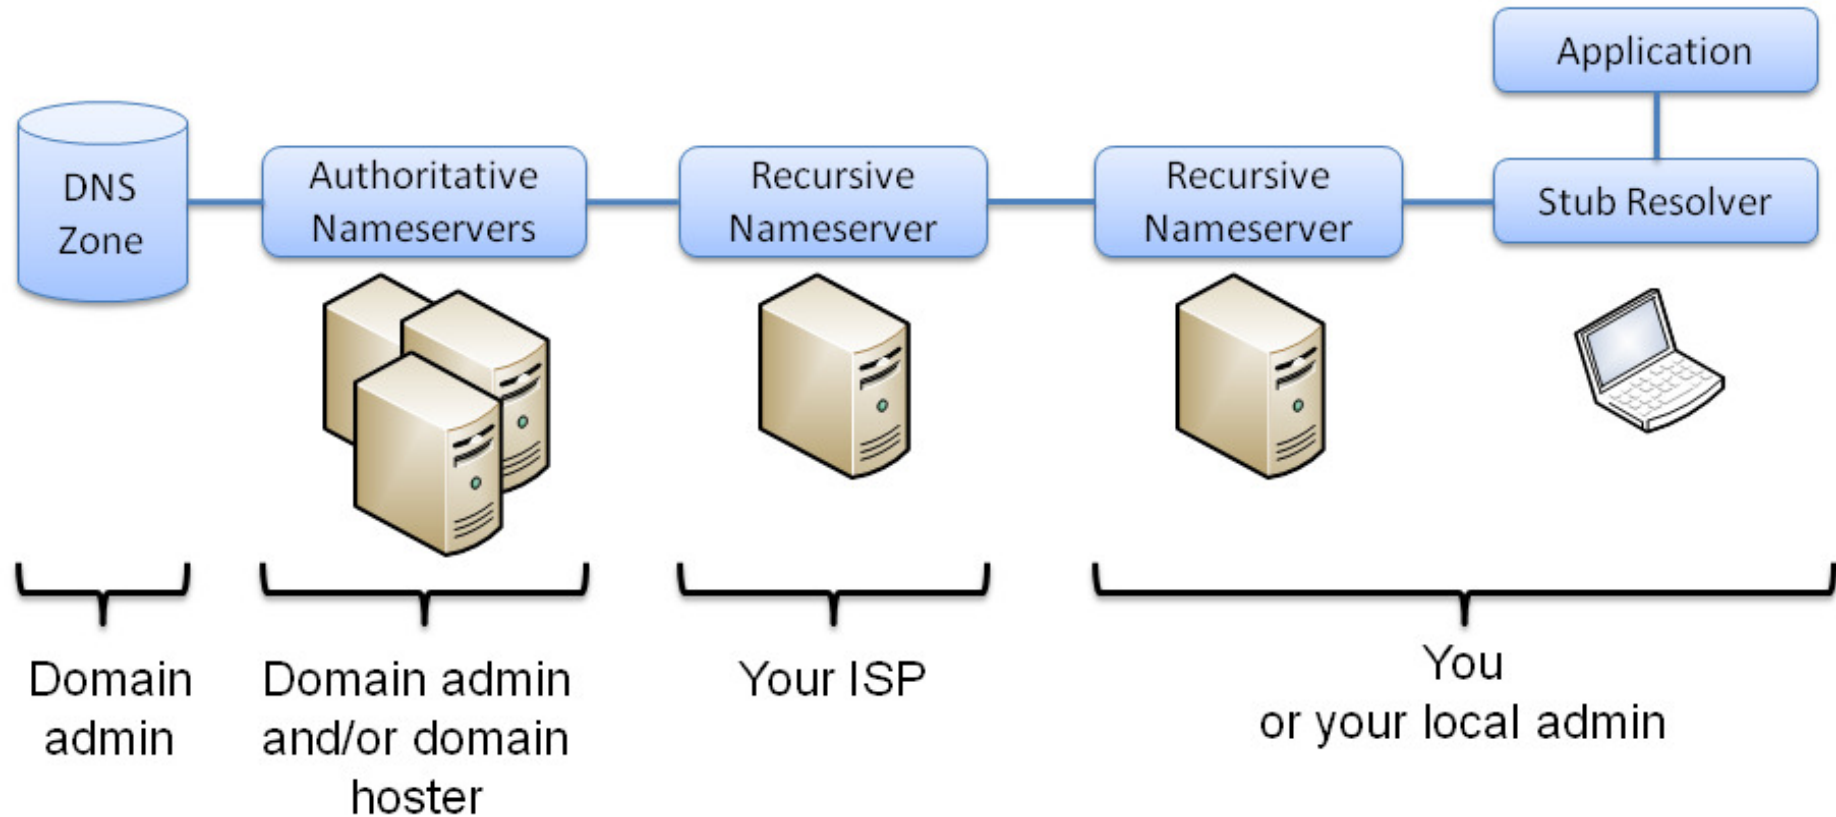 Application
DNS
Zone
Authoritative
Nameservers
Recursive
Nameserver
Recursive
Nameserver
Stub Resolver
Domain
admin
Domain admin
and/or domain
hoster
Your ISP
You
or your local admin